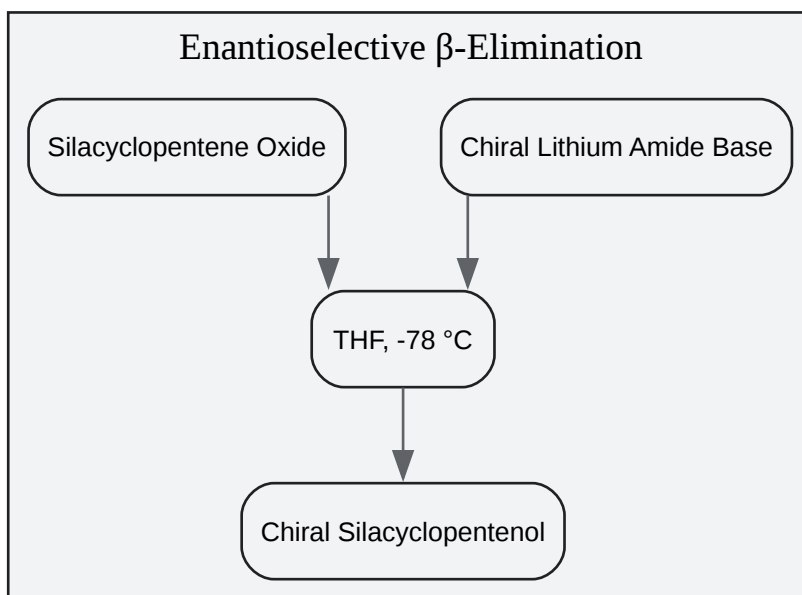 Enantioselective β-Elimination
Silacyclopentene Oxide
Chiral Lithium Amide Base
THF, -78 °C
Chiral Silacyclopentenol